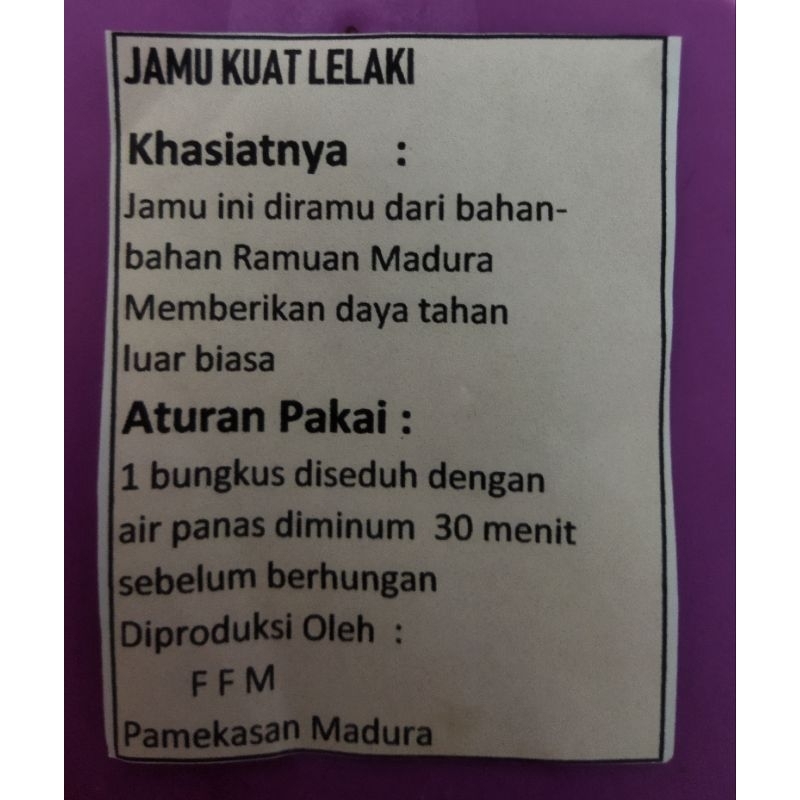 JAMU KUAT LELAKI
Khasiatnya :
Jamu ini diramu dari bahan-
bahan Ramuan Madura
Memberikan daya tahan
luar biasa
Aturan Pakai :
1 bungkus diseduh dengan
air panas diminum 30 menit
sebelum berhungan
Diproduksi Oleh :
F F M
Pamekasan Madura